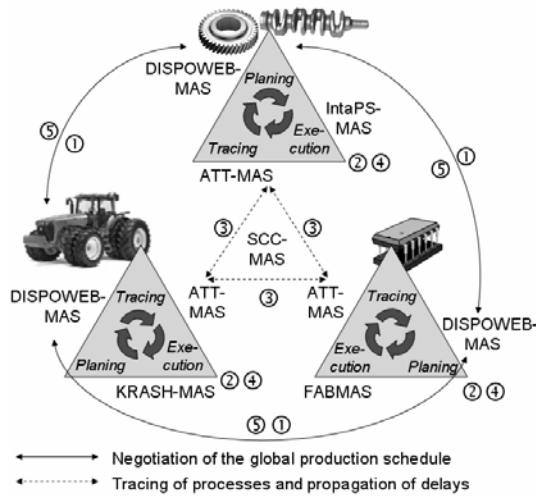 DISPOWEB-
MAS
Planing
IntaPS-
MAS
Tracing
Exe-
cution
② ④
ATT-MAS
⑤
①
①
⑤
③
③
SCC-
MAS
③
ATT-
MAS
ATT-
MAS
DISPOWEB-
MAS
Tracing
Exe-
cution
Planing
② ④
KRASH-MAS
Tracing
Exe-
cution
Planing
DISPOWEB-
MAS
② ④
FABMAS
⑤ ①
Negotiation of the global production schedule
Tracing of processes and propagation of delays